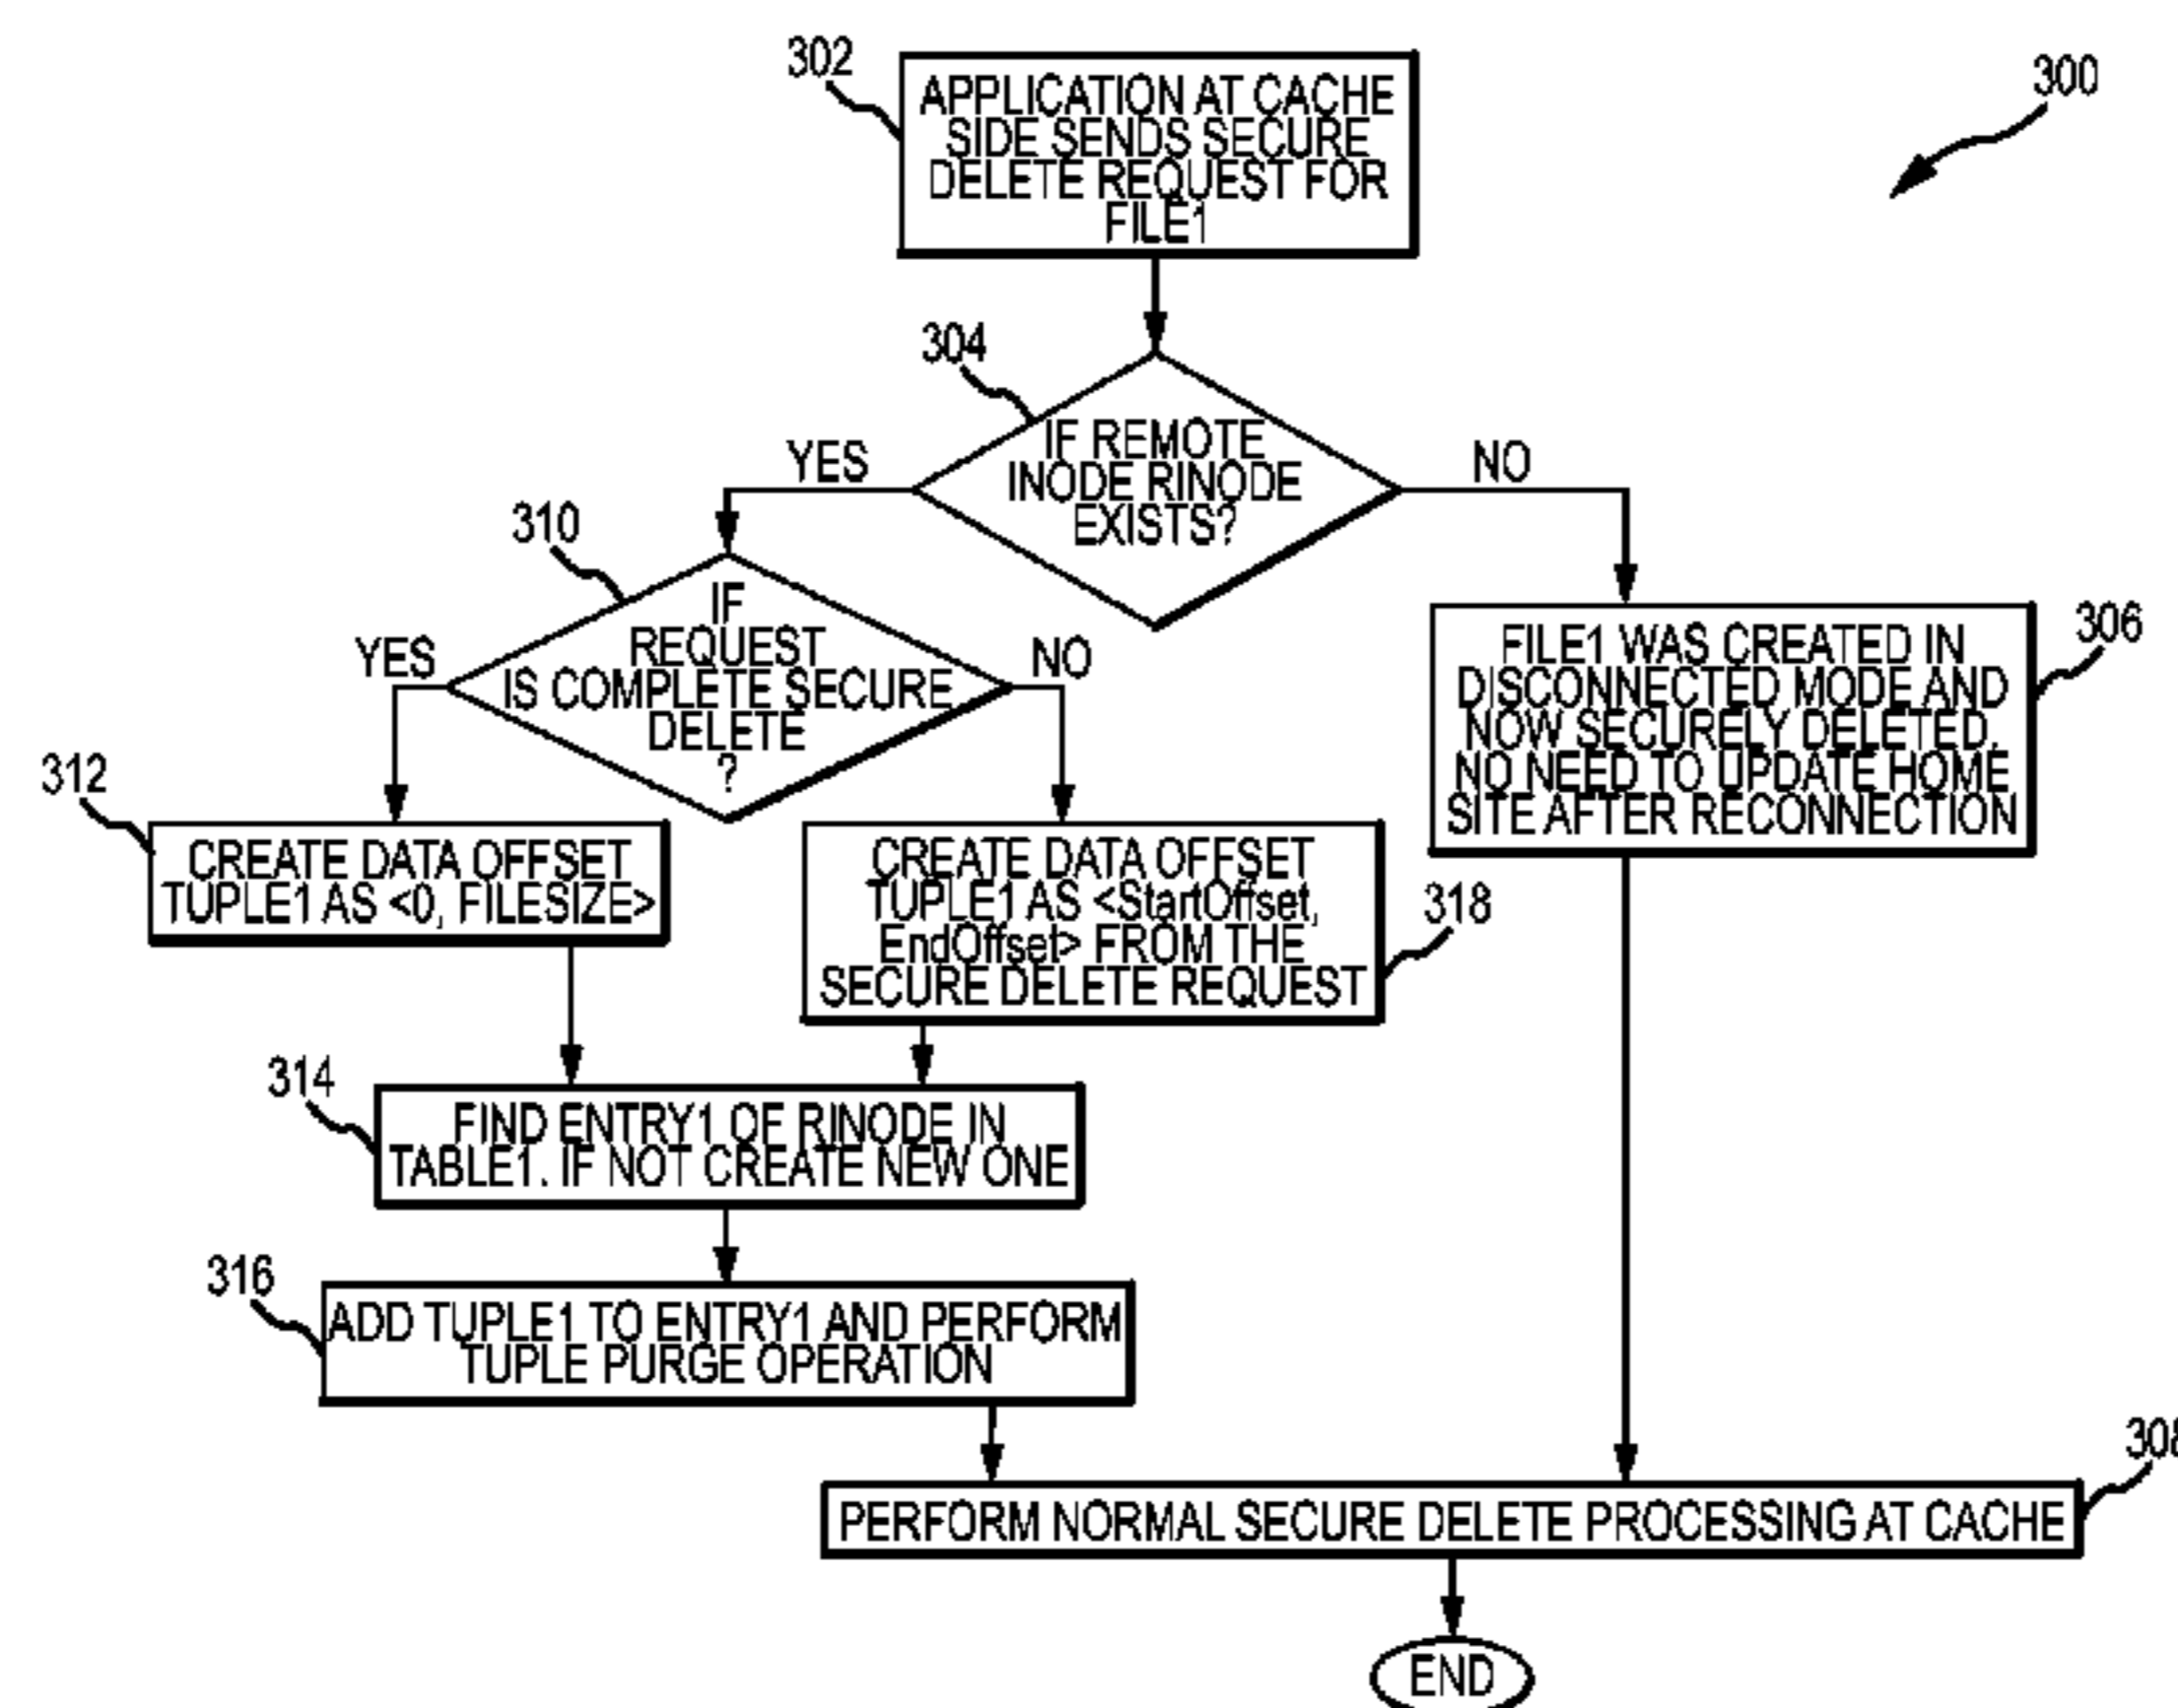 302
APPLICATION AT CACHE
SIDE SENDS SECURE
DELETE REQUEST FOR
FILE1
300
304
IF REMOTE
INODE RINODE
EXISTS?
YES
NO
310
IF
REQUEST
IS COMPLETE SECURE
DELETE
?
YES
NO
306
FILE1 WAS CREATED IN
DISCONNECTED MODE AND
NOW SECURELY DELETED.
NO NEED TO UPDATE HOME
SITE AFTER RECONNECTION
312
CREATE DATA OFFSET
TUPLE1 AS <0, FILESIZE>
CREATE DATA OFFSET
TUPLE1 AS <StartOffset,
EndOffset> FROM THE
SECURE DELETE REQUEST
318
314
FIND ENTRY1 OF RINODE IN
TABLE1. IF NOT CREATE NEW ONE
316
ADD TUPLE1 TO ENTRY1 AND PERFORM
TUPLE PURGE OPERATION
308
PERFORM NORMAL SECURE DELETE PROCESSING AT CACHE
END